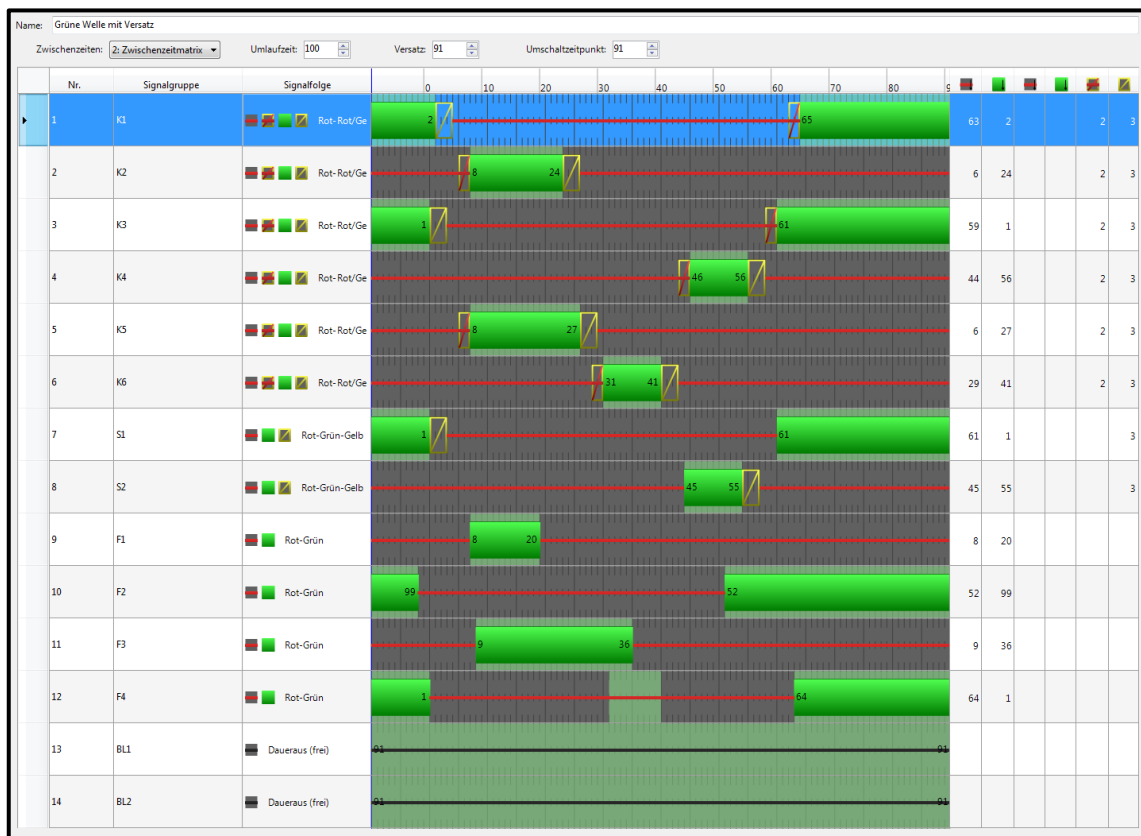 Name: Grüne Welle mit Versatz
Zwischenzeiten: 2: Zwischenzeitmatrix Umlaufzeit: 100 Versatz: 91 Umschaltzeitpunkt: 91
Nr. Signalgruppe Signalfolge 0 10 20 30 40 50 60 70 80 9
1 K1 Rot-Rot/Ge 2 65 63 2 2 3
2 K2 Rot-Rot/Ge 8 24 6 24 2 3
3 K3 Rot-Rot/Ge 1 61 59 1 2 3
4 K4 Rot-Rot/Ge 46 56 44 56 2 3
5 K5 Rot-Rot/Ge 8 27 6 27 2 3
6 K6 Rot-Rot/Ge 31 41 29 41 2 3
7 S1 Rot-Grün-Gelb 1 61 61 1 3
8 S2 Rot-Grün-Gelb 45 55 45 55 3
9 F1 Rot-Grün 8 20 8 20
10 F2 Rot-Grün 99 52 52 99
11 F3 Rot-Grün 9 36 9 36
12 F4 Rot-Grün 1 64 64 1
13 BL1 Daueraus (frei) 91 91
14 BL2 Daueraus (frei) 91 91